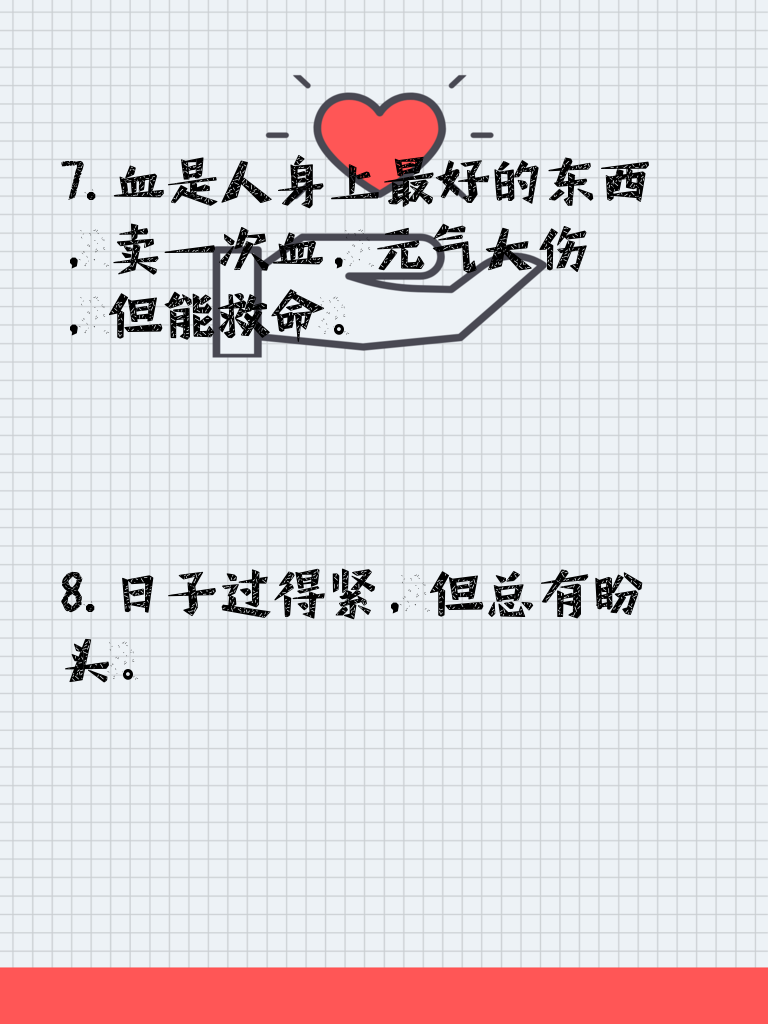 7.血是人身上最好的东西
，卖一次血，元气大伤
，但能救命。
8.日子过得紧，但总有盼
头。